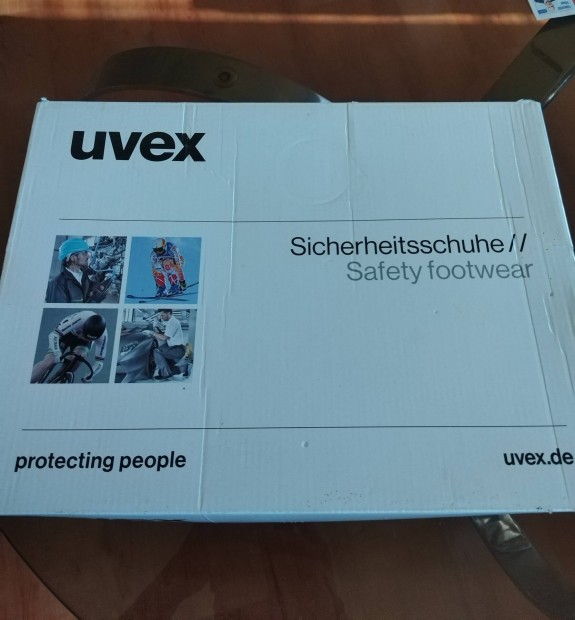 uvex
Sicherheitsschuhe//
Safety footwear
protecting people
uvex.de